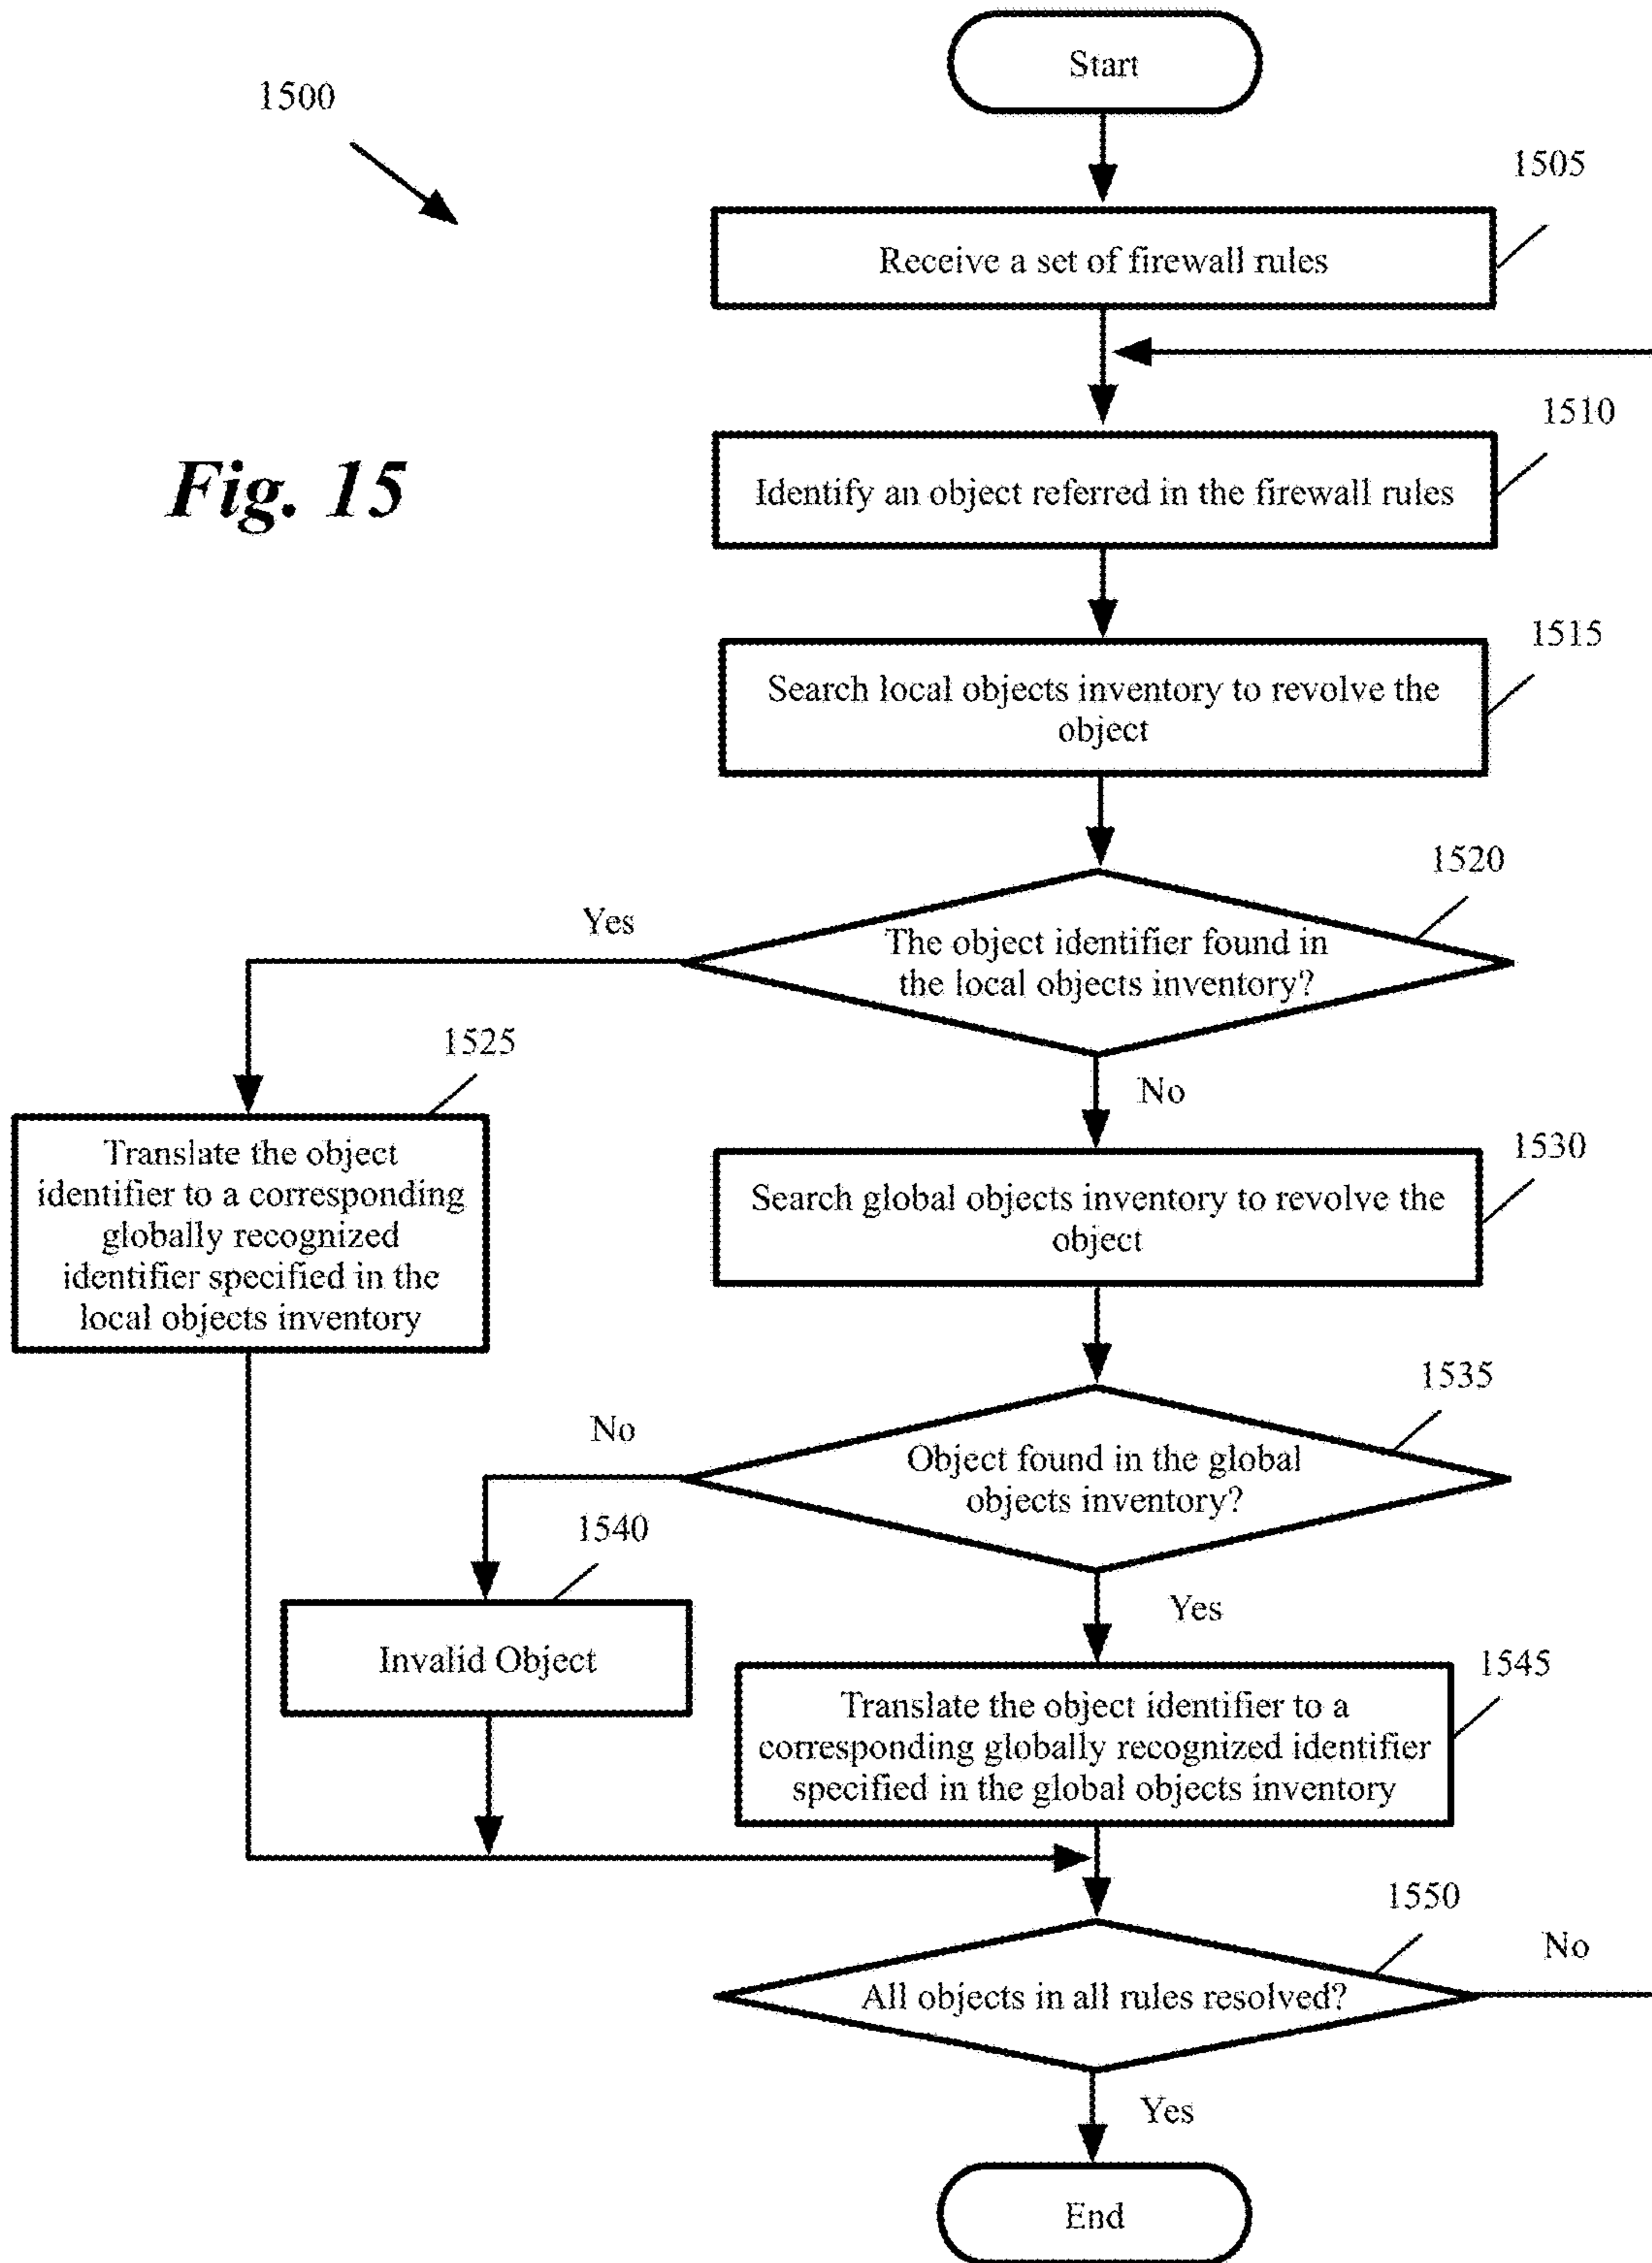 Start
1500
1505
Receive a set of firewall rules
1510
Fig. 15
Identify an object referred in the firewall rules
1515
Search local objects inventory to revolve the
object
1520
Yes
The object identifier found in
the local objects inventory?
1525
No
Translate the object
identifier to a corresponding
globally recognized
identifier specified in the
local objects inventory
1530
Search global objects inventory to revolve the
object
1535
No
Object found in the global
objects inventory?
1540
Yes
Invalid Object
1545
Translate the object identifier to a
corresponding globally recognized identifier
specified in the global objects inventory
1550
No
All objects in all rules resolved?
Yes
End